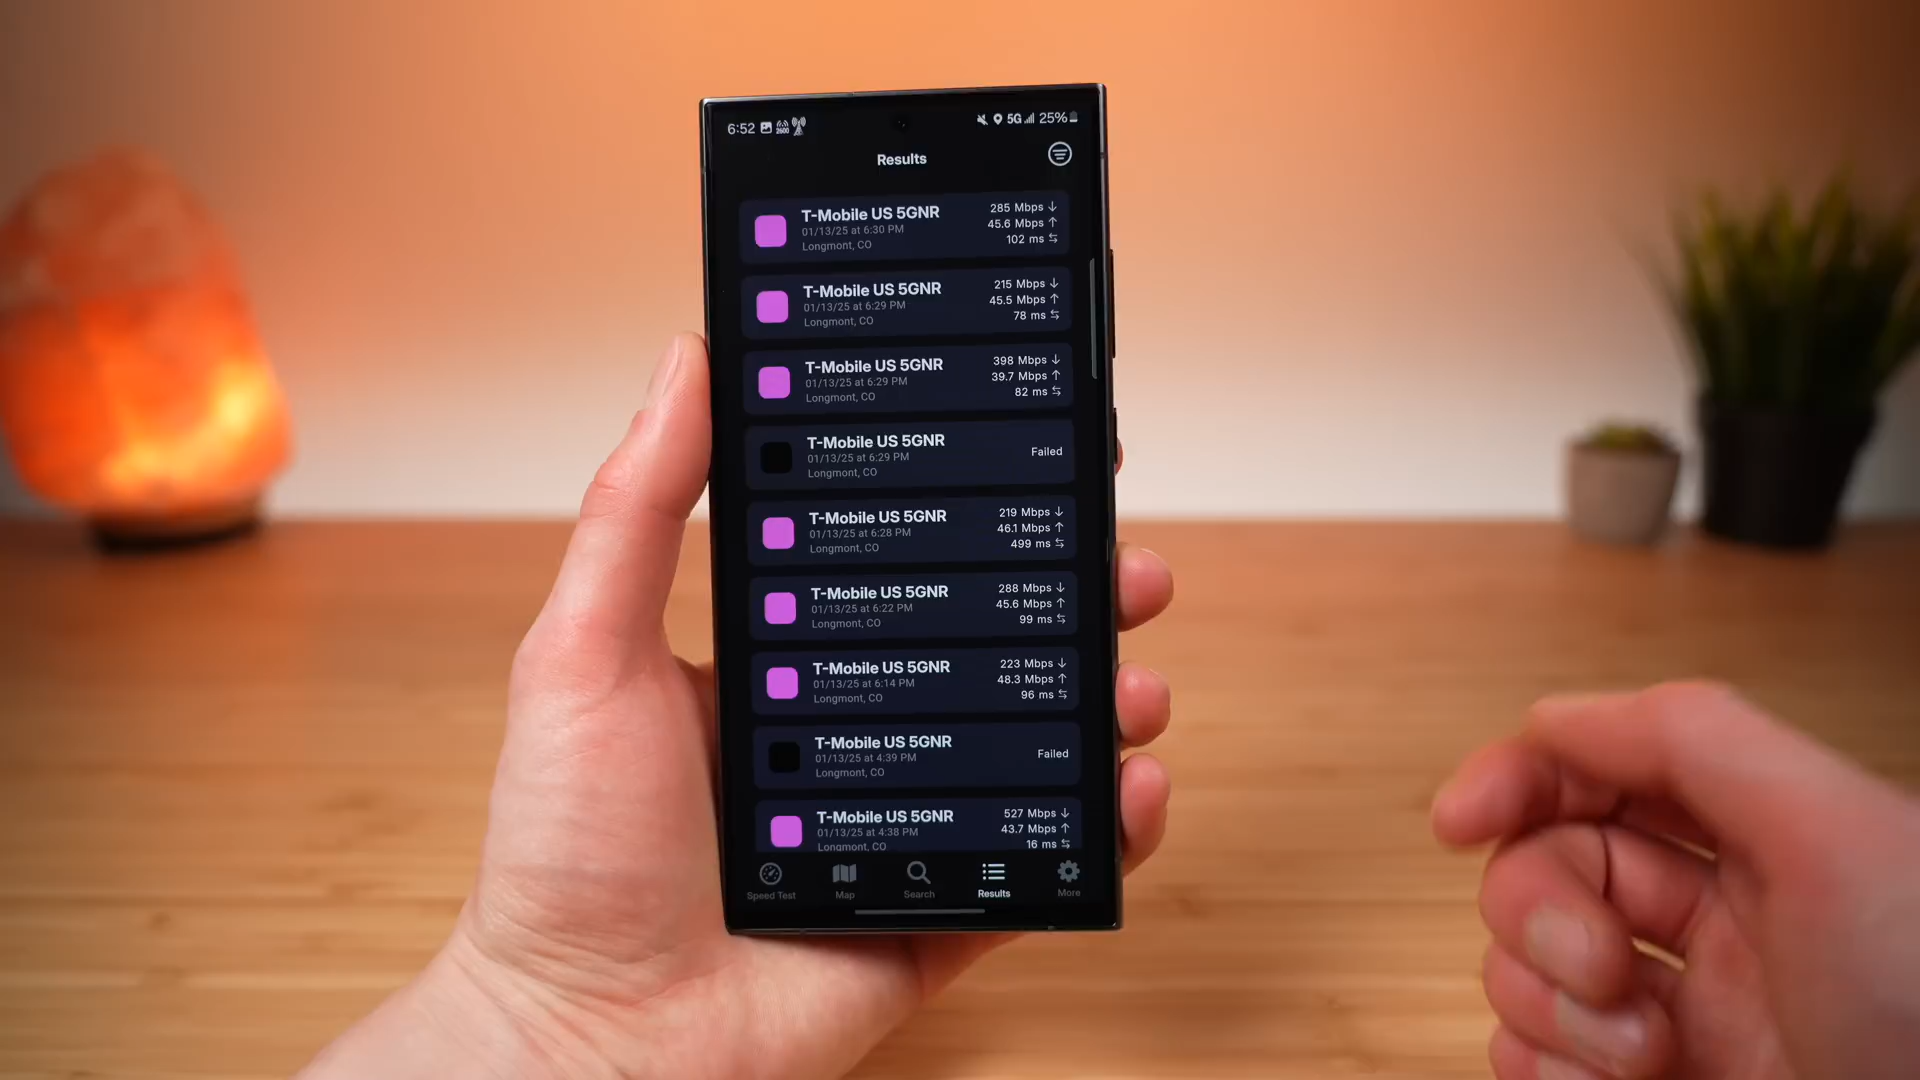 6:52 2600 5G 25%
Results
T-Mobile US 5GNR 285 Mbps ↓
01/13/25 at 6:30 PM 45.6 Mbps ↑
Longmont, CO 102 ms
T-Mobile US 5GNR 215 Mbps ↓
01/13/25 at 6:29 PM 45.5 Mbps ↑
Longmont, CO 78 ms
T-Mobile US 5GNR 398 Mbps ↓
01/13/25 at 6:29 PM 39.7 Mbps ↑
Longmont, CO 82 ms
T-Mobile US 5GNR
01/13/25 at 6:29 PM Failed
Longmont, CO
T-Mobile US 5GNR 219 Mbps ↓
01/13/25 at 6:28 PM 46.1 Mbps ↑
Longmont, CO 499 ms
T-Mobile US 5GNR 288 Mbps ↓
01/13/25 at 6:22 PM 45.6 Mbps ↑
Longmont, CO 99 ms
T-Mobile US 5GNR 223 Mbps ↓
01/13/25 at 6:14 PM 48.3 Mbps ↑
Longmont, CO 96 ms
T-Mobile US 5GNR
01/13/25 at 4:39 PM Failed
Longmont, CO
T-Mobile US 5GNR 527 Mbps ↓
01/13/25 at 4:38 PM 43.7 Mbps ↑
Longmont, CO 16 ms
Speed Test Map Search Results More